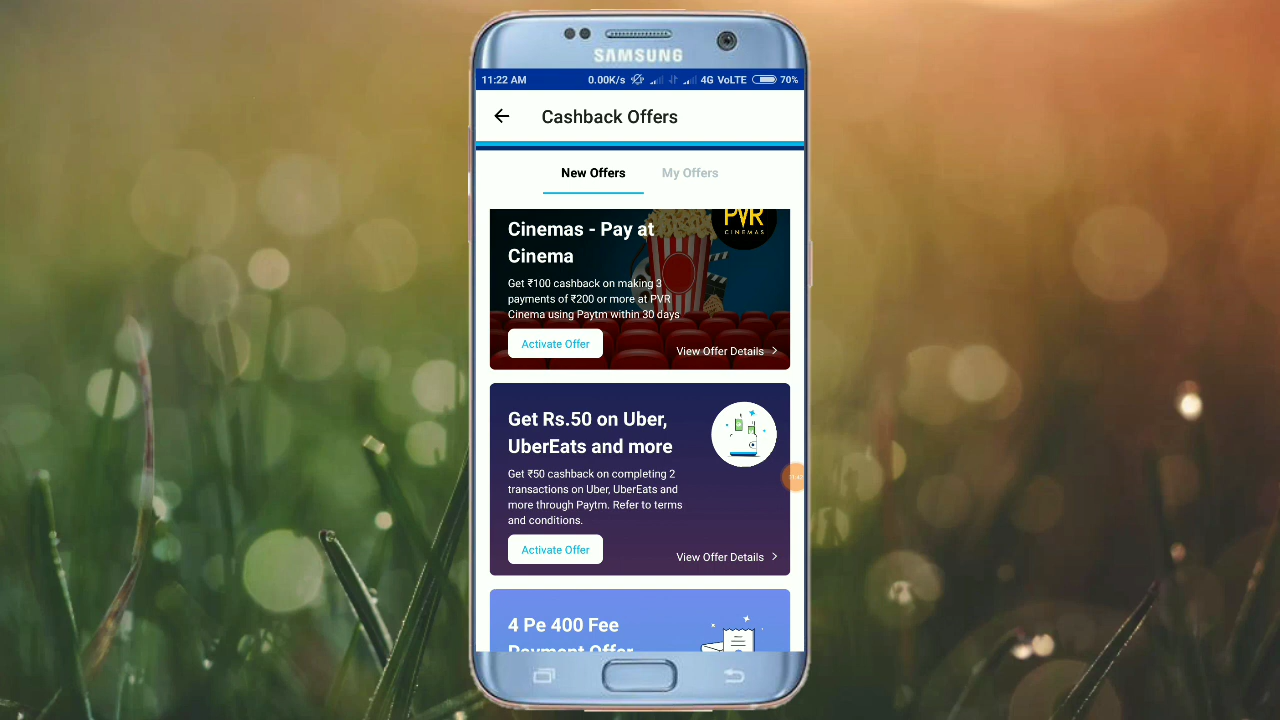 SAMSUNG
11:22 AM 0.00K/s 4G VoLTE 70%
Cashback Offers
New Offers My Offers
PVR
CINEMAS
Cinemas - Pay at
Cinema
Get ₹100 cashback on making 3
payments of ₹200 or more at PVR
Cinema using Paytm within 30 days
Activate Offer
View Offer Details
Get Rs.50 on Uber,
UberEats and more
Get ₹50 cashback on completing 2
transactions on Uber, UberEats and
more through Paytm. Refer to terms
and conditions.
Activate Offer
View Offer Details
4 Pe 400 Fee
Payment Offer